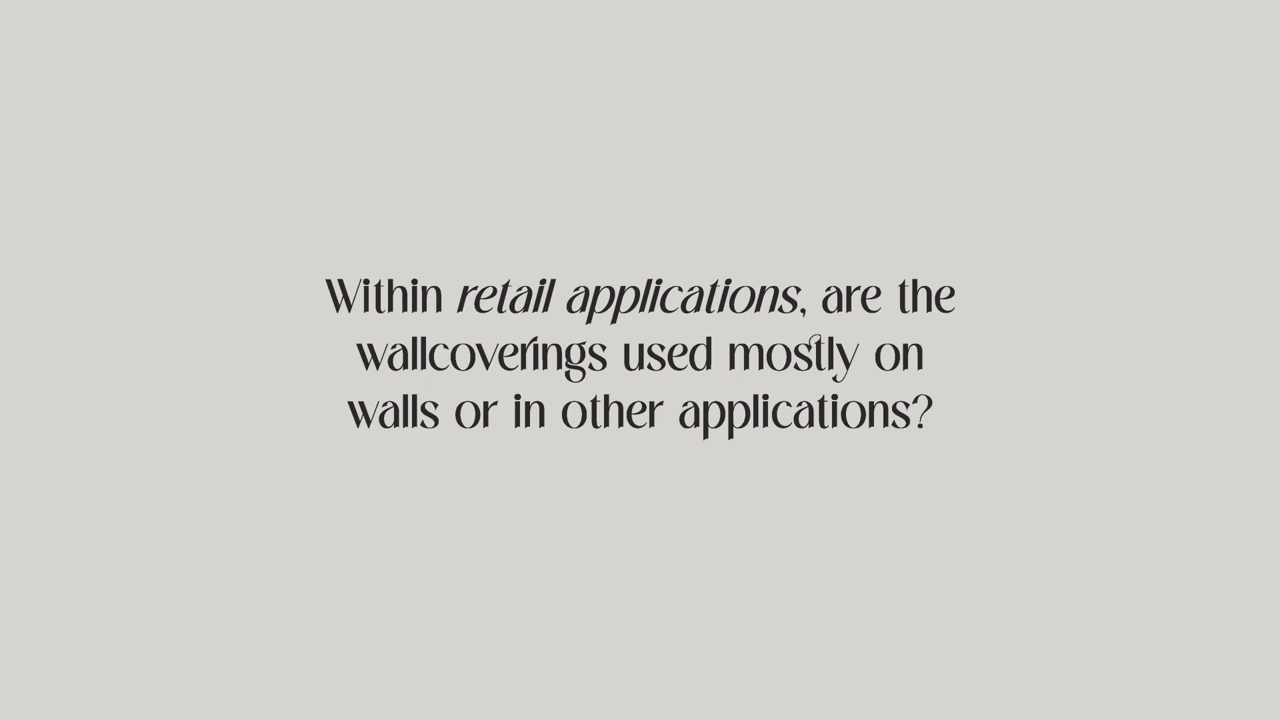 Within retail applications, are the
wallcoverings used mostly on
walls or in other applications?